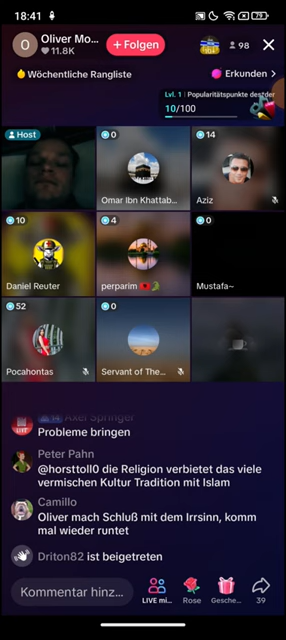 18:41
79
Oliver Mo...
11.8K
+ Folgen
98
Wöchentliche Rangliste
Erkunden >
Lvl. 1 | Popularitätspunkte des
10/100
Host
0
Omar Ibn Khattab...
14
Aziz
10
Daniel Reuter
4
perparim
Mustafa~
52
Pocahontas
0
Servant of The...
Axel Springer
Probleme bringen
Peter Pahn
@horsttoll0 die Religion verbietet das viele
vermischen Kultur Tradition mit Islam
Camillo
Oliver mach Schluß mit dem Irrsinn, komm
mal wieder runtet
Driton82 ist beigetreten
Kommentar hinz...
LIVE mi...
Rose
Gesche...
39